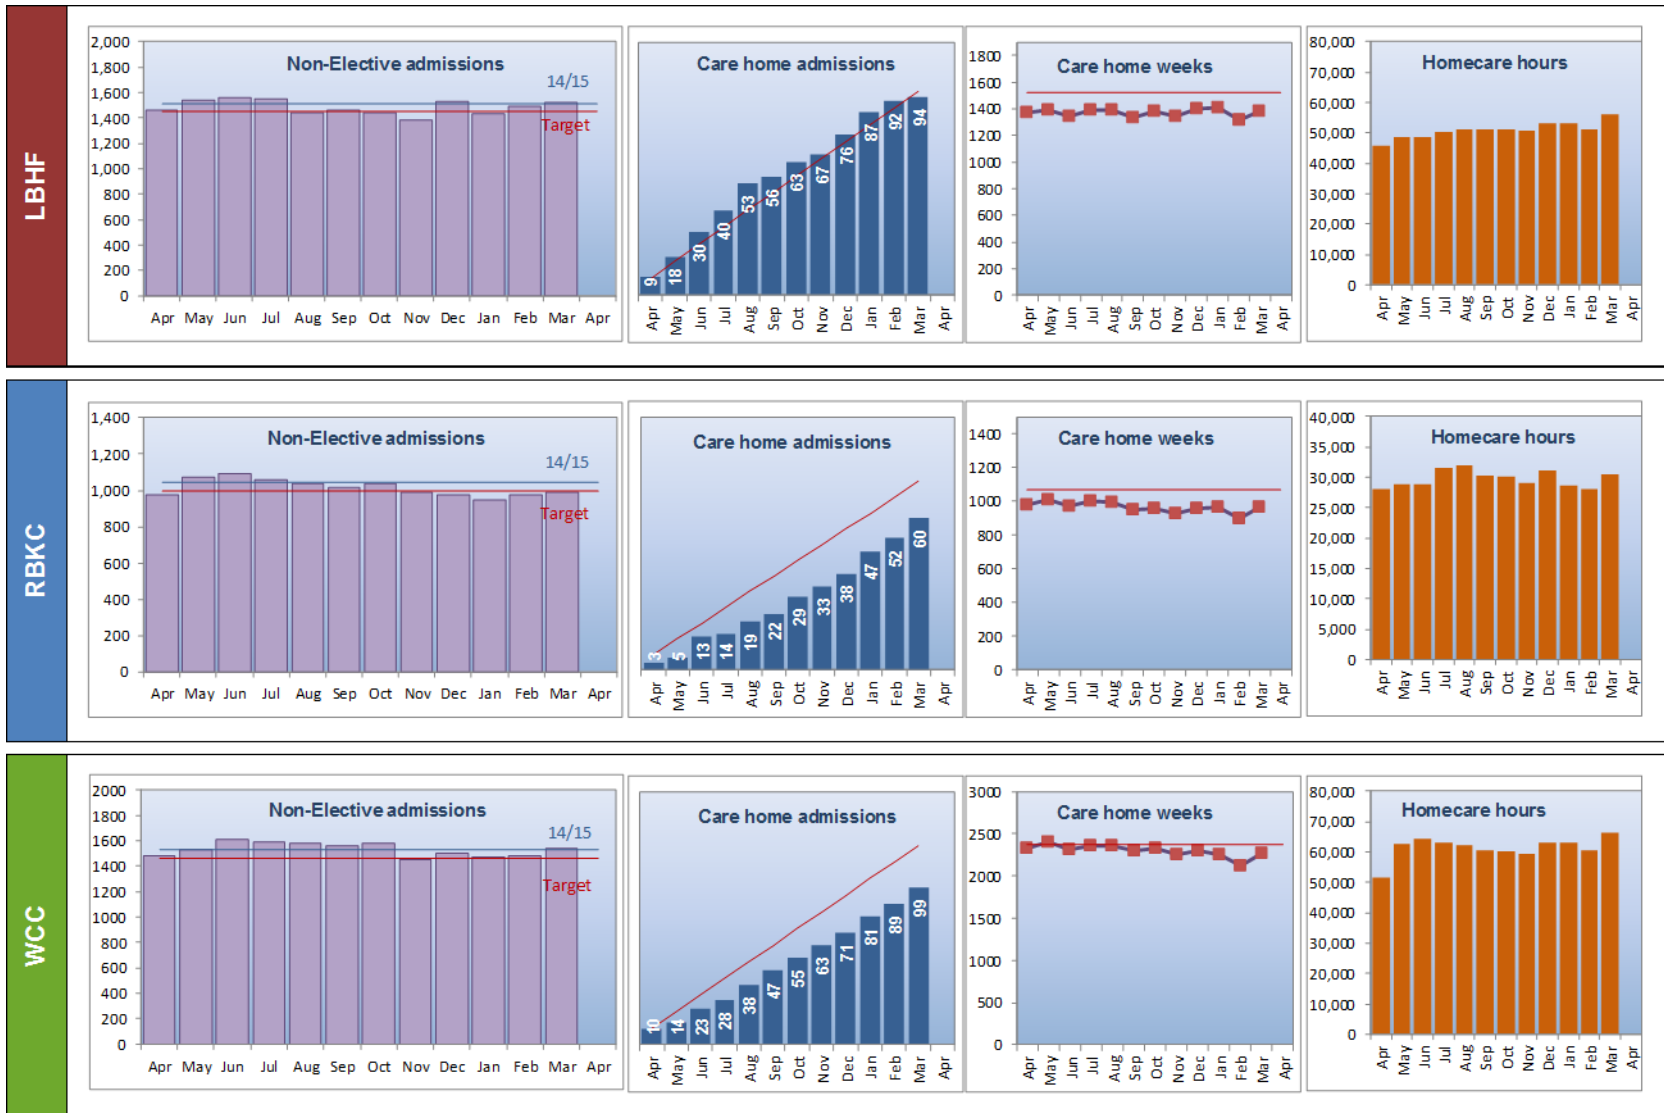 LBHF
Non-Elective admissions
2,000
1,800
1,600
1,400
1,200
1,000
800
600
400
200
0
14/15
Target
Apr May Jun Jul Aug Sep Oct Nov Dec Jan Feb Mar Apr
Care home admissions
9 18 30 40 53 56 63 67 76 87 92 94
Apr May Jun Jul Aug Sep Oct Nov Dec Jan Feb Mar Apr
Care home weeks
1800
1600
1400
1200
1000
800
600
400
200
0
Apr May Jun Jul Aug Sep Oct Nov Dec Jan Feb Mar Apr
Homecare hours
80,000
70,000
60,000
50,000
40,000
30,000
20,000
10,000
0
Apr May Jun Jul Aug Sep Oct Nov Dec Jan Feb Mar Apr
RBKC
Non-Elective admissions
1,400
1,200
1,000
800
600
400
200
0
14/15
Target
Apr May Jun Jul Aug Sep Oct Nov Dec Jan Feb Mar Apr
Care home admissions
3 5 13 14 19 22 29 33 38 47 52 60
Apr May Jun Jul Aug Sep Oct Nov Dec Jan Feb Mar Apr
Care home weeks
1400
1200
1000
800
600
400
200
0
Apr May Jun Jul Aug Sep Oct Nov Dec Jan Feb Mar Apr
Homecare hours
40,000
35,000
30,000
25,000
20,000
15,000
10,000
5,000
0
Apr May Jun Jul Aug Sep Oct Nov Dec Jan Feb Mar Apr
WCC
Non-Elective admissions
2000
1800
1600
1400
1200
1000
800
600
400
200
0
14/15
Target
Apr May Jun Jul Aug Sep Oct Nov Dec Jan Feb Mar Apr
Care home admissions
10 14 23 28 38 47 55 63 71 81 89 99
Apr May Jun Jul Aug Sep Oct Nov Dec Jan Feb Mar Apr
Care home weeks
3000
2500
2000
1500
1000
500
0
Apr May Jun Jul Aug Sep Oct Nov Dec Jan Feb Mar Apr
Homecare hours
80,000
70,000
60,000
50,000
40,000
30,000
20,000
10,000
0
Apr May Jun Jul Aug Sep Oct Nov Dec Jan Feb Mar Apr